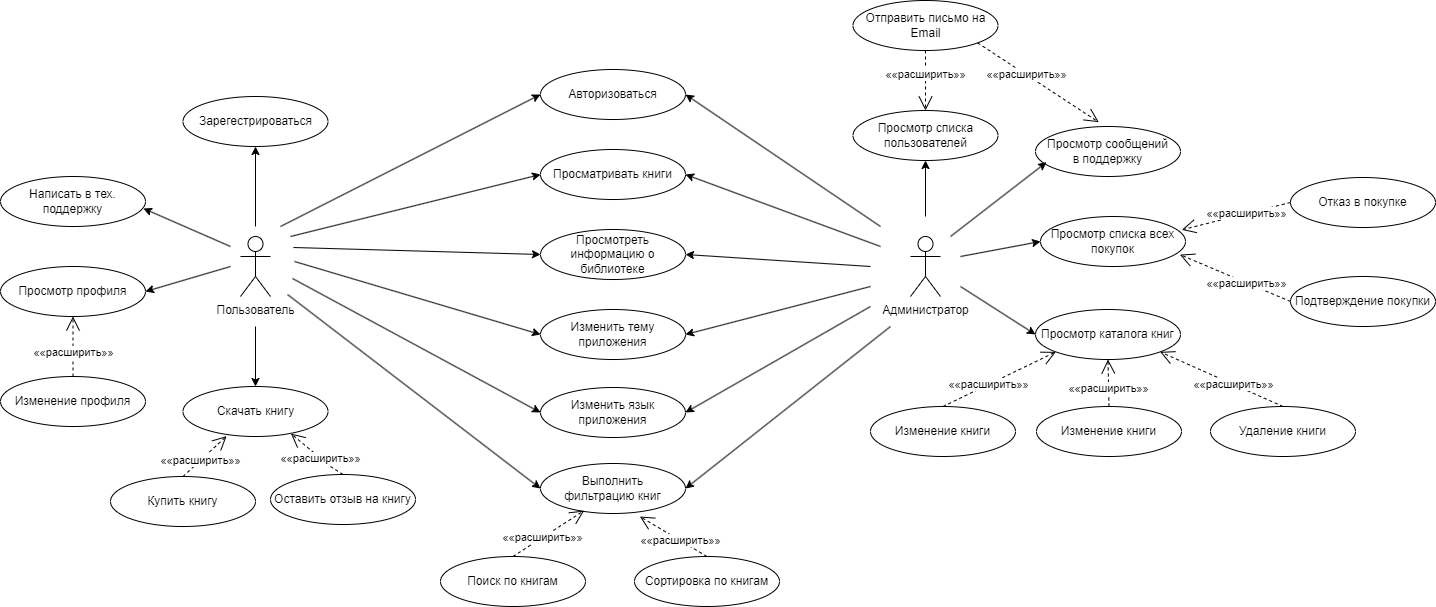 Отправить письмо на
Email
««расширить»»
««расширить»»
Авторизоваться
Зарегестрироваться
Просмотр списка
пользователей
Просмотр сообщений
в поддержку
Просматривать книги
Написать в тех.
поддержку
Отказ в покупке
««расширить»»
Просмотреть
информацию о
библиотеке
Просмотр списка всех
покупок
Просмотр профиля
««расширить»»
Подтверждение покупки
Пользователь
Администратор
Изменить тему
приложения
Просмотр каталога книг
««расширить»»
««расширить»»
««расширить»»
««расширить»»
Изменение профиля
Скачать книгу
Изменить язык
приложения
Изменение книги
Изменение книги
Удаление книги
««расширить»»
««расширить»»
Купить книгу
Оставить отзыв на книгу
Выполнить
фильтрацию книг
««расширить»»
««расширить»»
Поиск по книгам
Сортировка по книгам